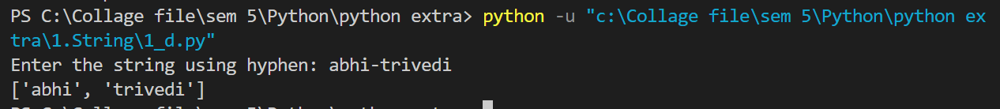 PS C:\Collage file\sem 5\Python\python extra> python -u "c:\Collage file\sem 5\Python\python ex
tra\1.String\1_d.py"
Enter the string using hyphen: abhi-trivedi
['abhi', 'trivedi']